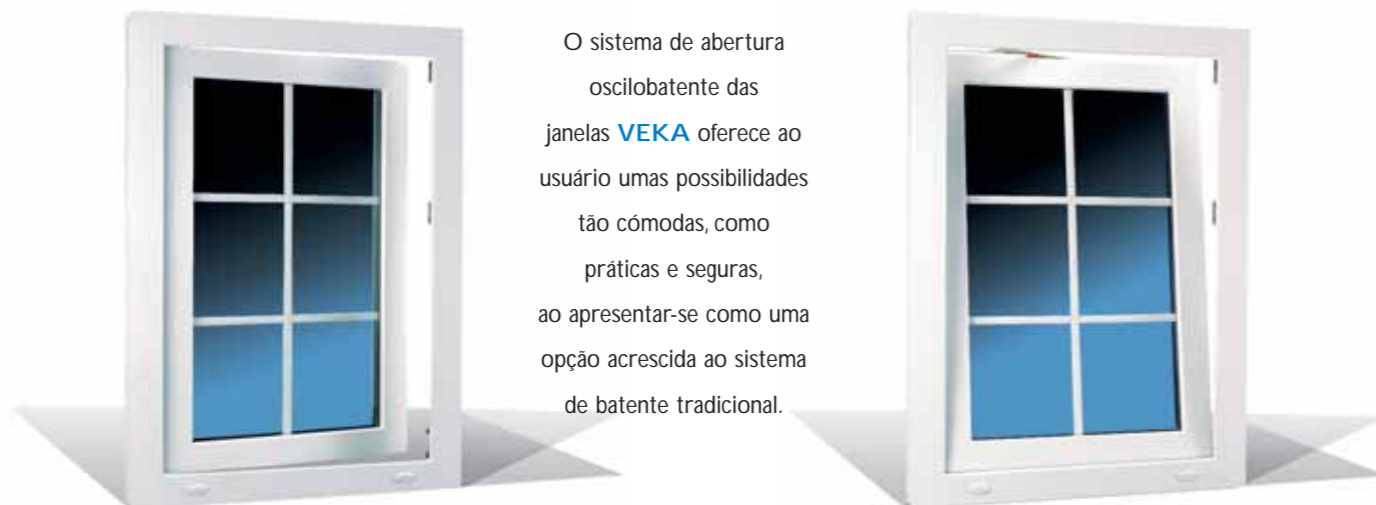 O sistema de abertura
oscilobatente das
janelas VEKA oferece ao
usuário umas possibilidades
tão cómodas, como
práticas e seguras,
ao apresentar-se como uma
opção acrescida ao sistema
de batente tradicional.